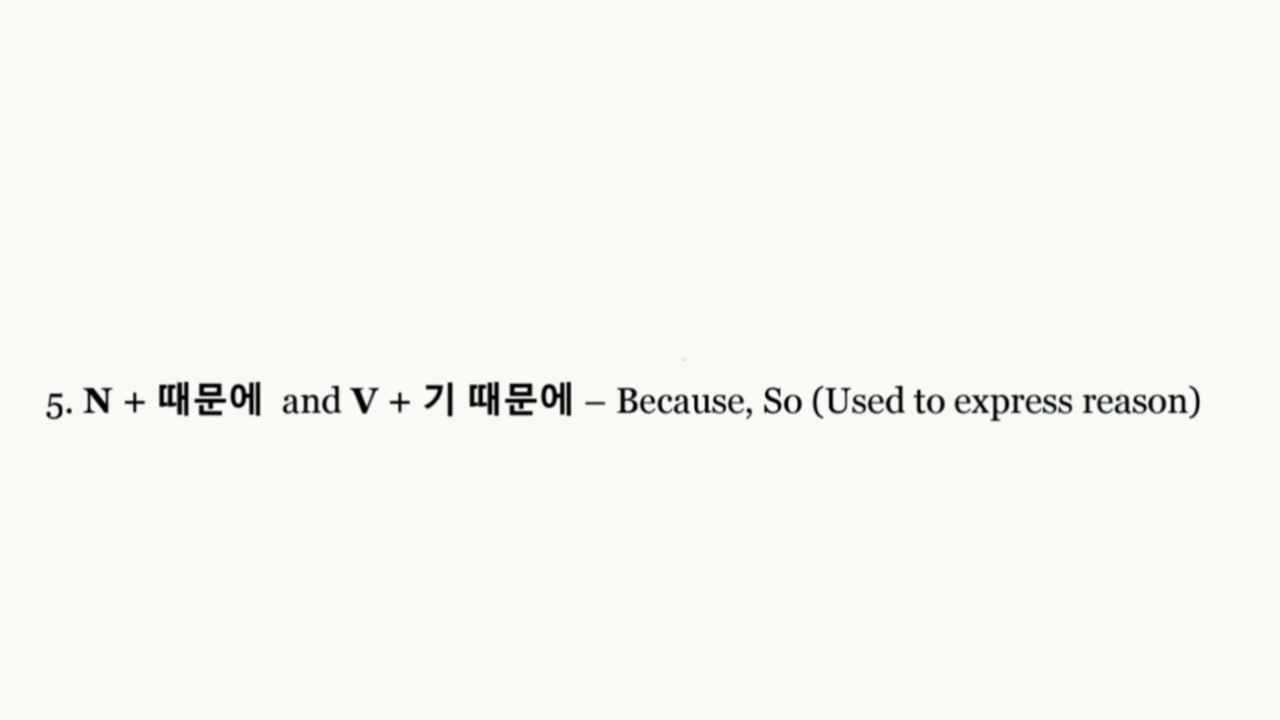 5. N + 때문에 and V + 기 때문에 – Because, So (Used to express reason)